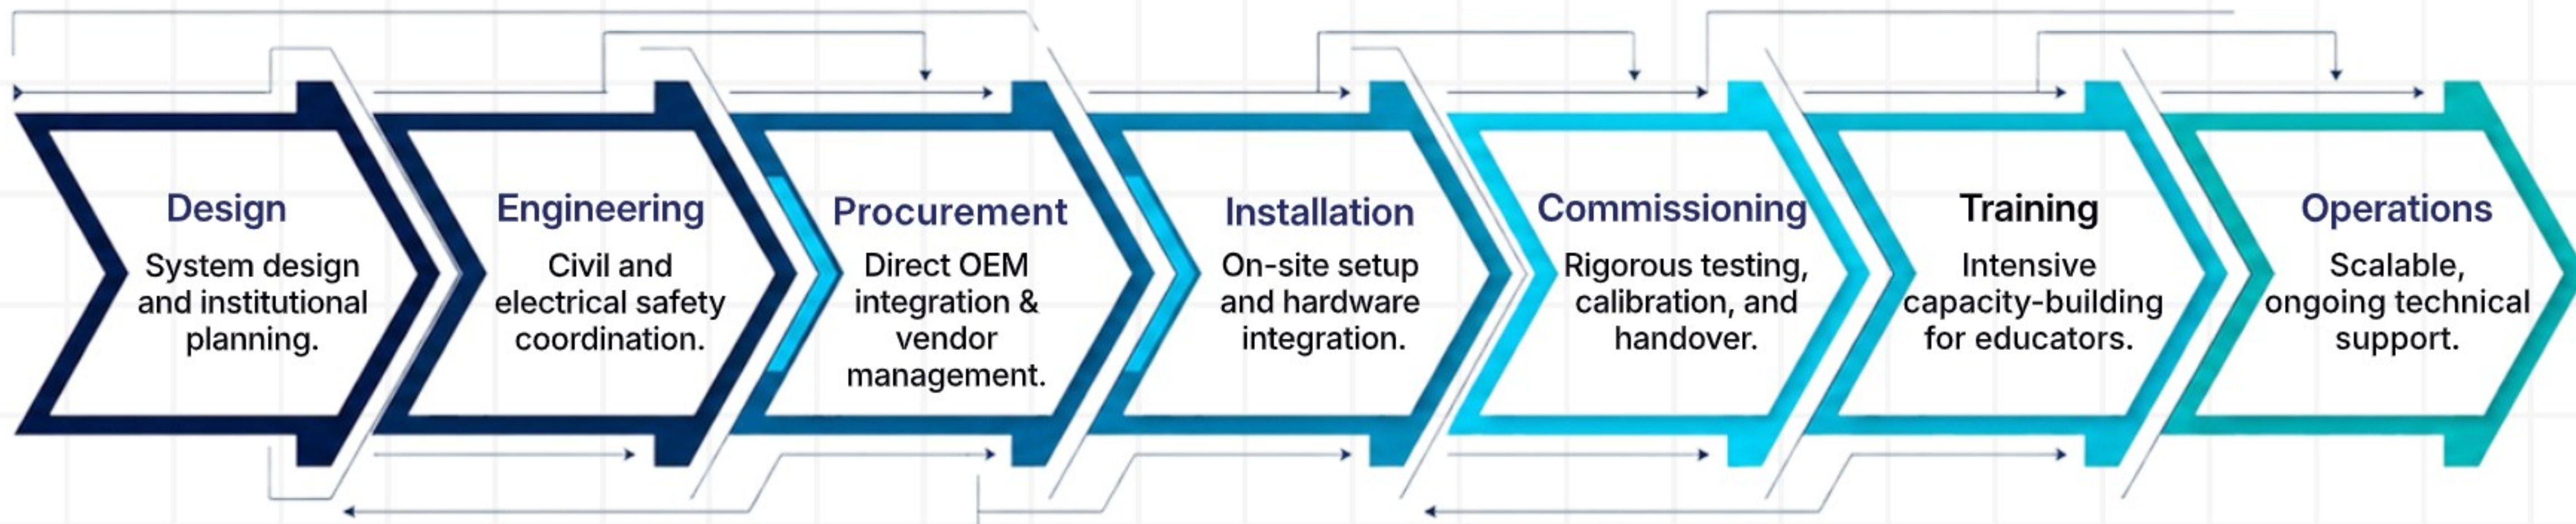 Design
System design
and institutional
planning.
Engineering
Civil and
electrical safety
coordination.
Procurement
Direct OEM
integration &
vendor
management.
Installation
On-site setup
and hardware
integration.
Commissioning
Rigorous testing,
calibration, and
handover.
Training
Intensive
capacity-building
for educators.
Operations
Scalable,
ongoing technical
support.